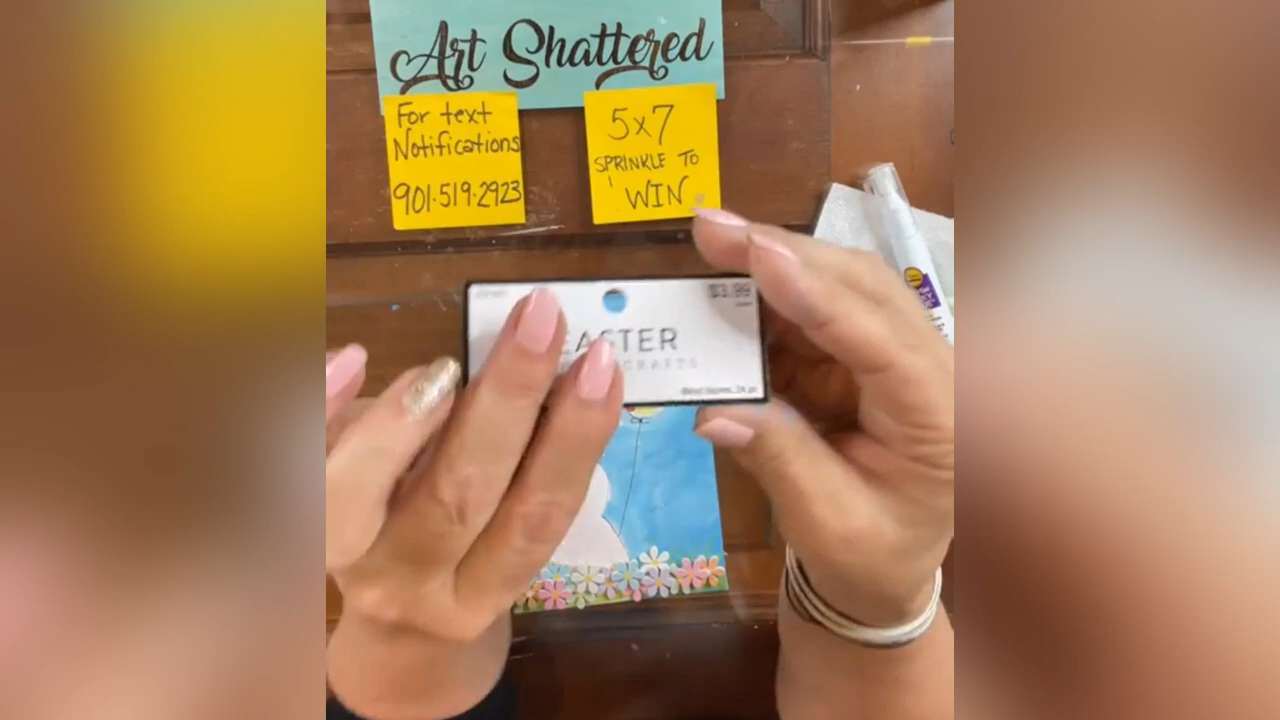 Art Shattered
For text
Notifications
901.519.2923
5x7
SPRINKLE TO
WIN
$3.99
EASTER